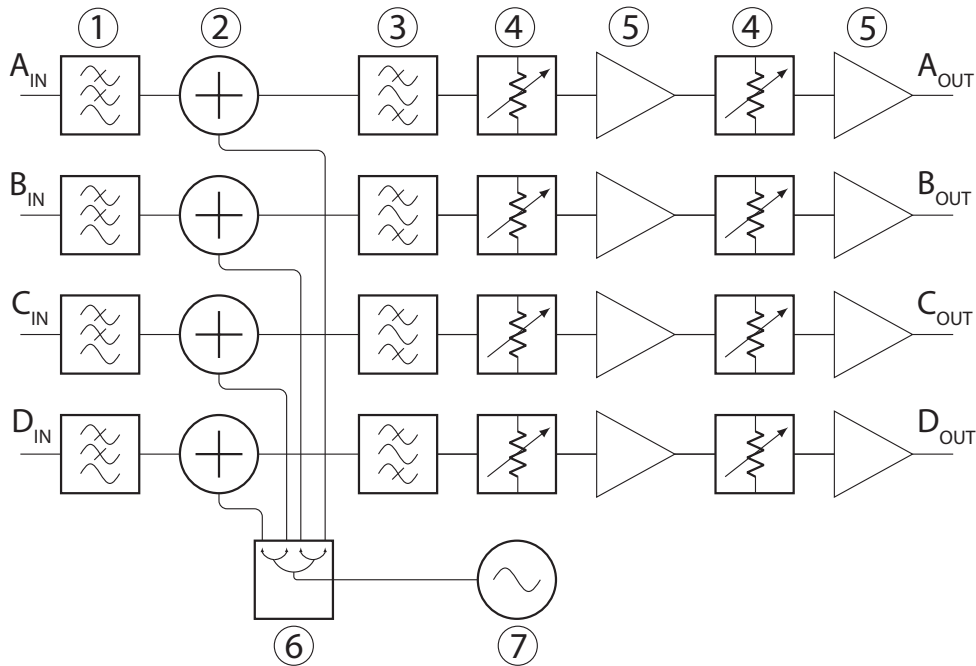 ① ② ③ ④ ⑤ ④ ⑤
A_IN A_OUT
B_IN B_OUT
C_IN C_OUT
D_IN D_OUT
⑥ ⑦